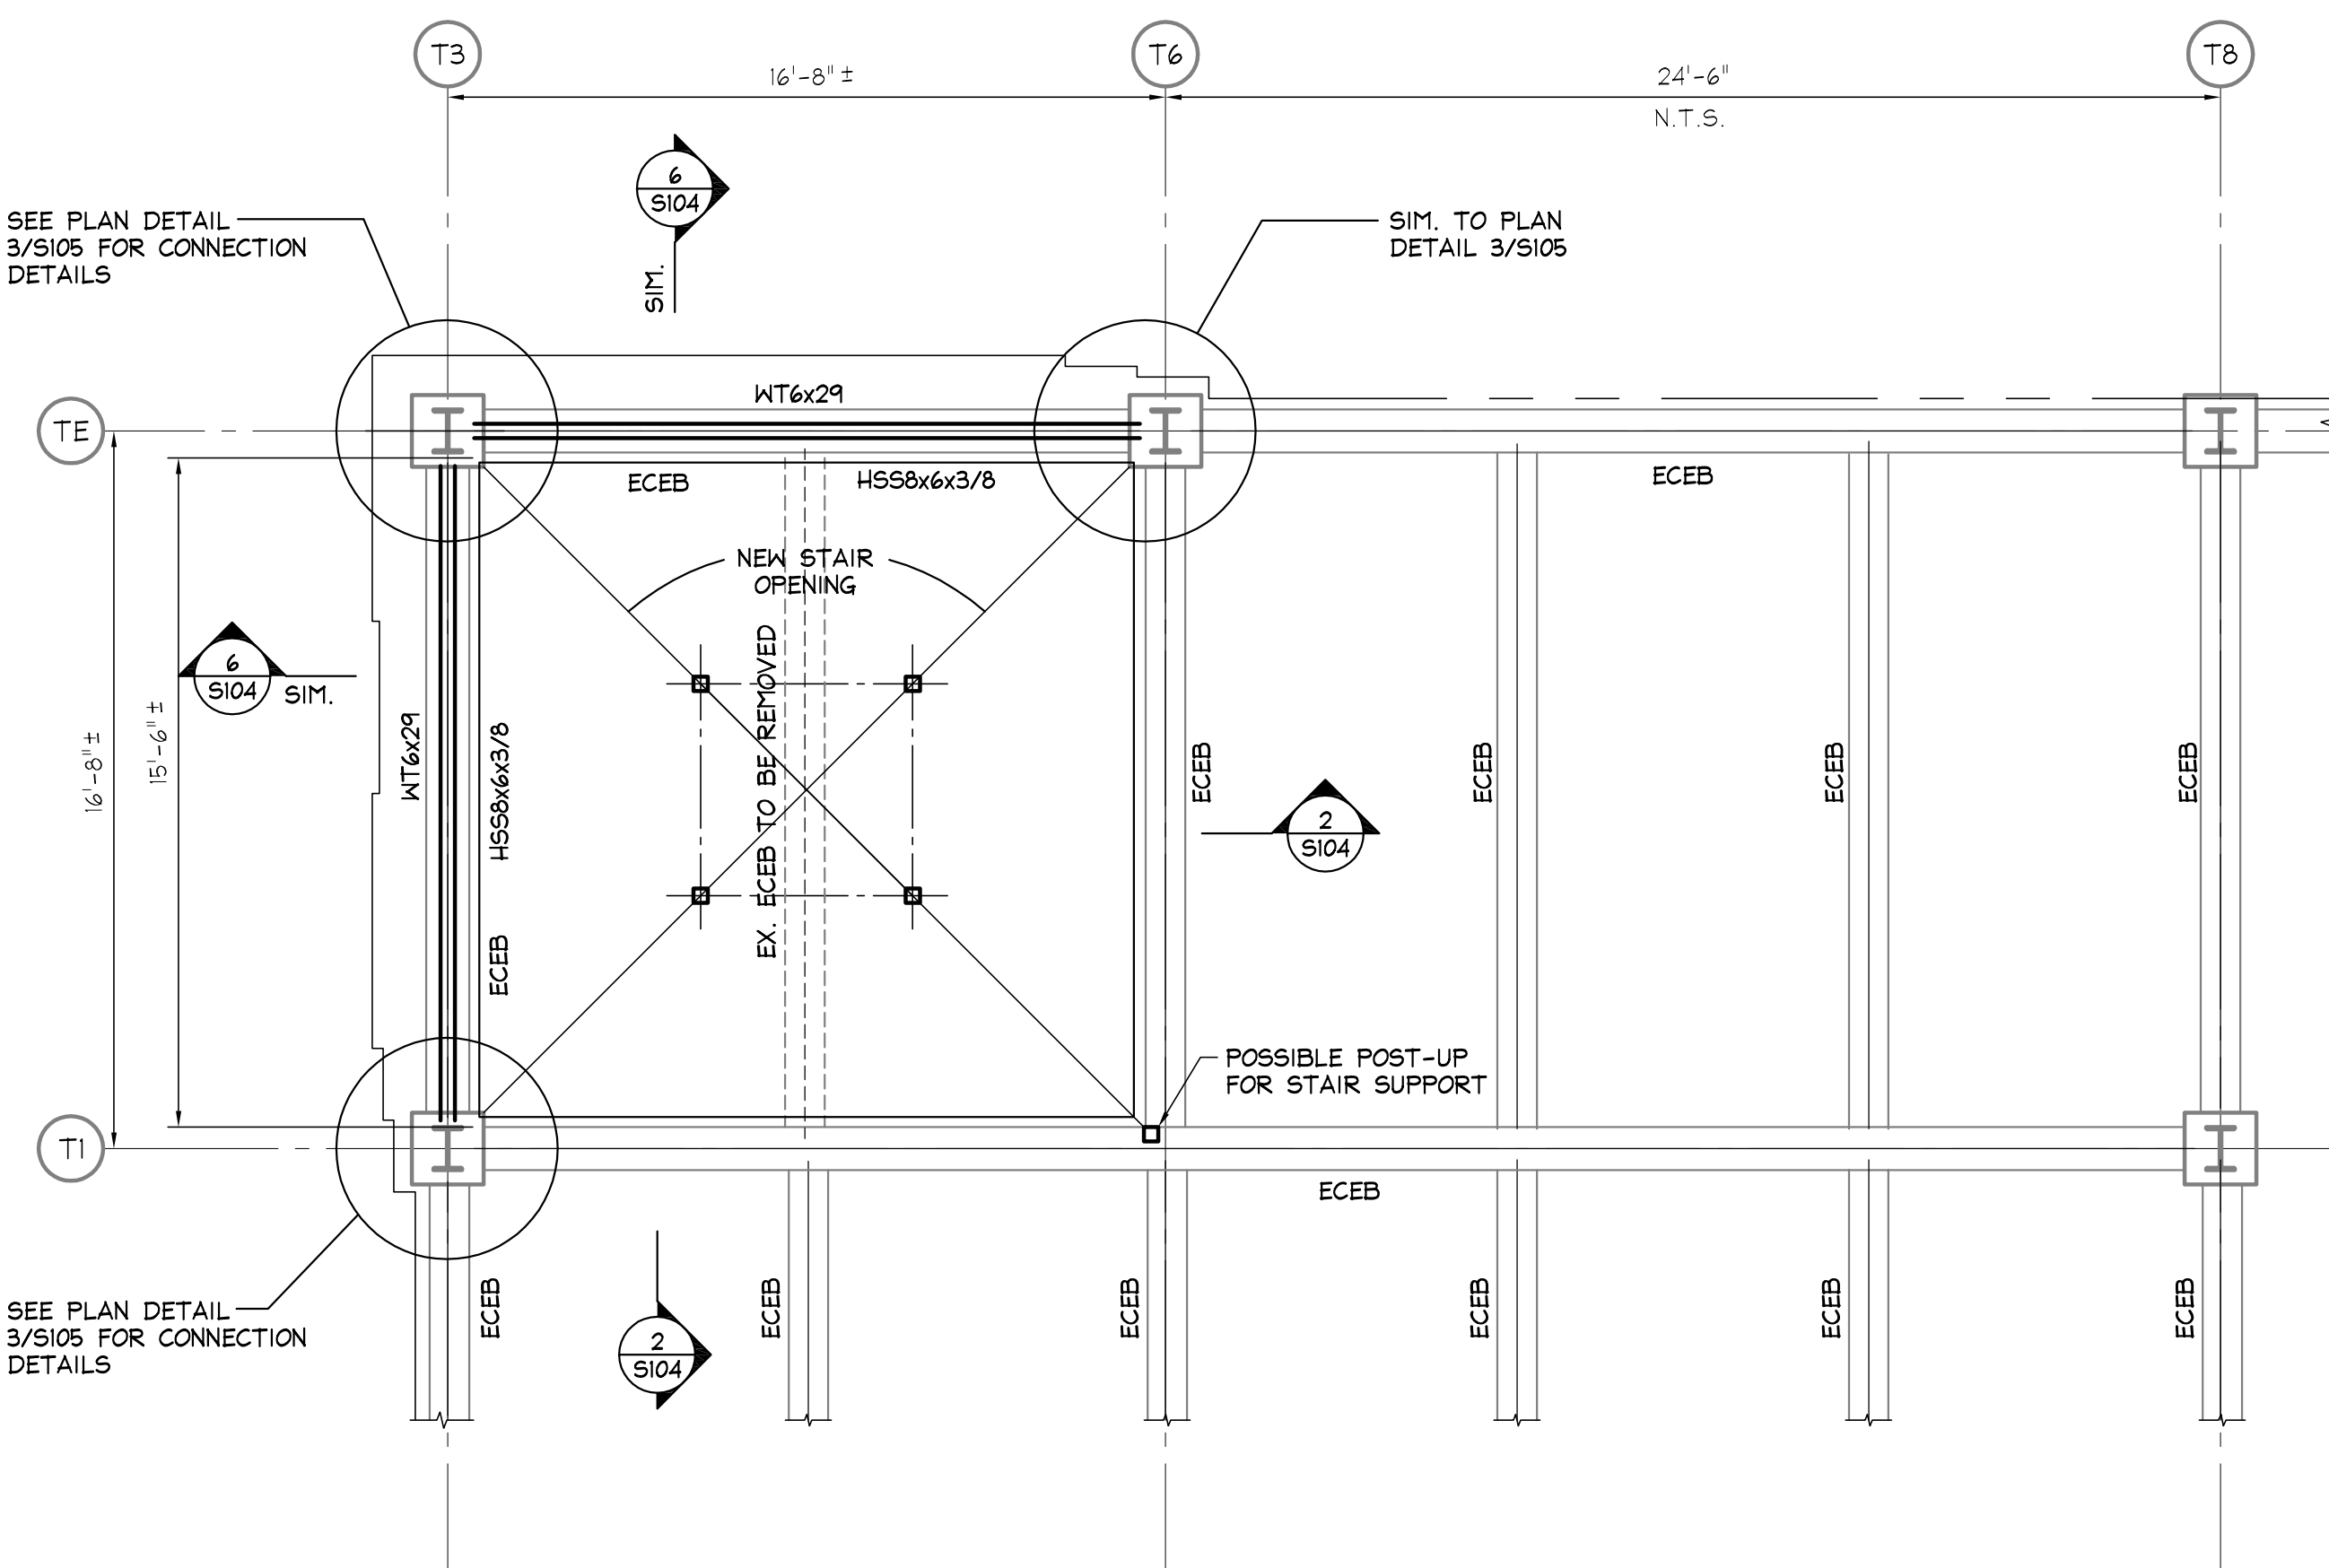 T3
T6
T8
16'-8" ±
24'-6"
N.T.S.
6
S104
SIM.
SEE PLAN DETAIL
3/S105 FOR CONNECTION
DETAILS
SIM. TO PLAN
DETAIL 3/S105
WT6x29
TE
ECEB
HSS8x6x3/8
ECEB
NEW STAIR
OPENING
6
S104
SIM.
16'-8" ±
15'-6" ±
WT6x29
HSS8x6x3/8
ECEB
EX. ECEB TO BE REMOVED
ECEB
ECEB
ECEB
ECEB
2
S104
POSSIBLE POST-UP
FOR STAIR SUPPORT
T1
ECEB
SEE PLAN DETAIL
3/S105 FOR CONNECTION
DETAILS
ECEB
ECEB
ECEB
ECEB
ECEB
ECEB
2
S104